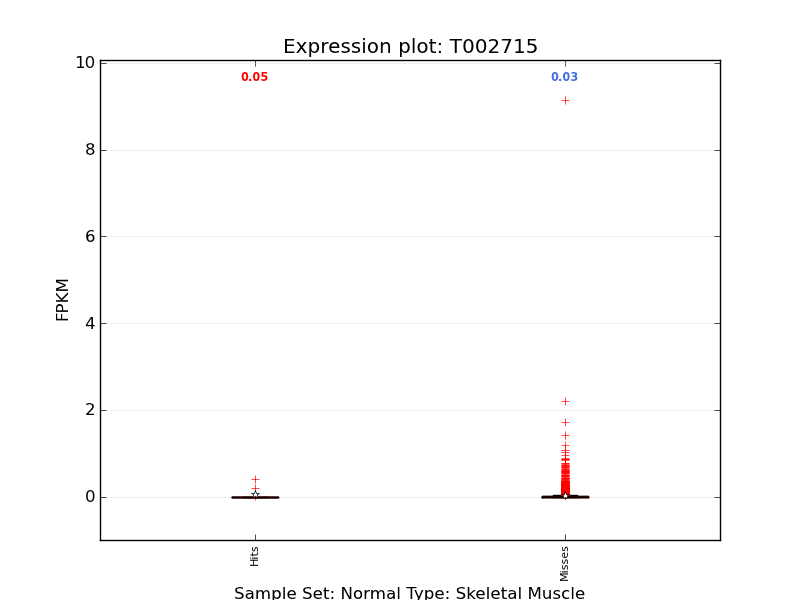 Expression plot: T002715
10
8
6
4
2
0
FPKM
0.05
0.03
Hits
Misses
Sample Set: Normal Type: Skeletal Muscle